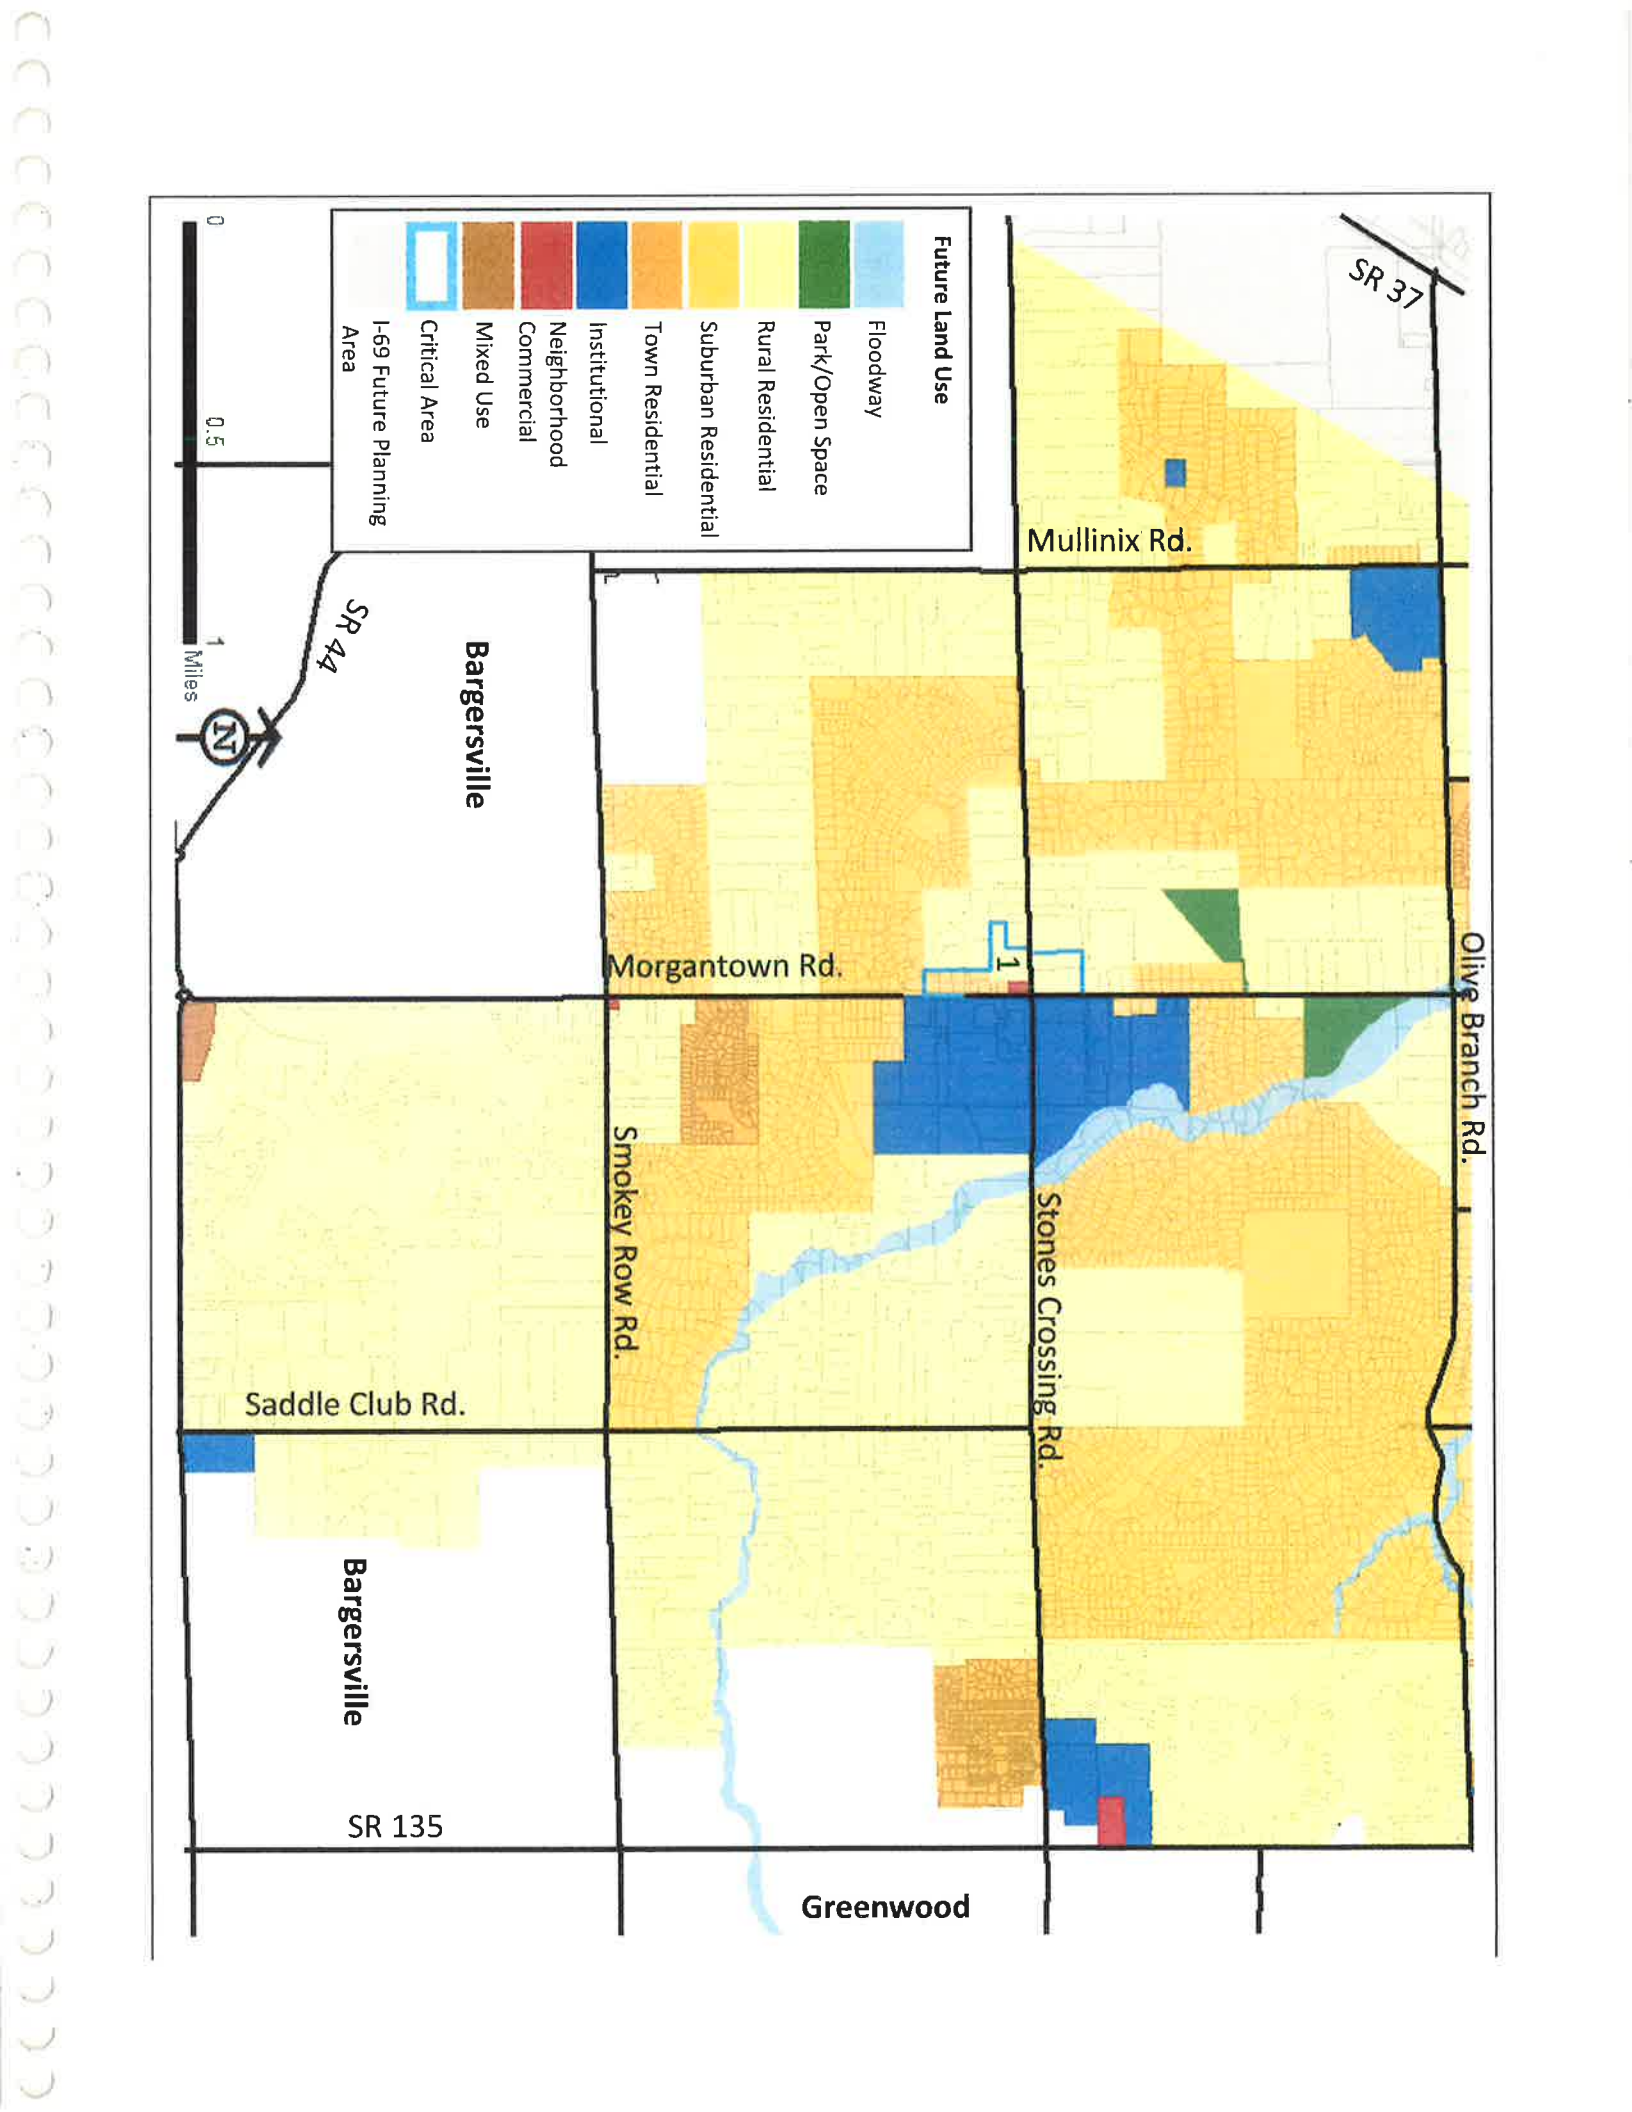 Future Land Use
Floodway
Park/Open Space
Rural Residential
Suburban Residential
Town Residential
Institutional
Neighborhood
Commercial
Mixed Use
Critical Area
I-69 Future Planning
Area
0 0.5 1
Miles
N
SR 37
Mullinix Rd.
Olive Branch Rd.
Morgantown Rd.
1
Stones Crossing Rd.
Smokey Row Rd.
Saddle Club Rd.
SR 44
Bargersville
Bargersville
SR 135
Greenwood